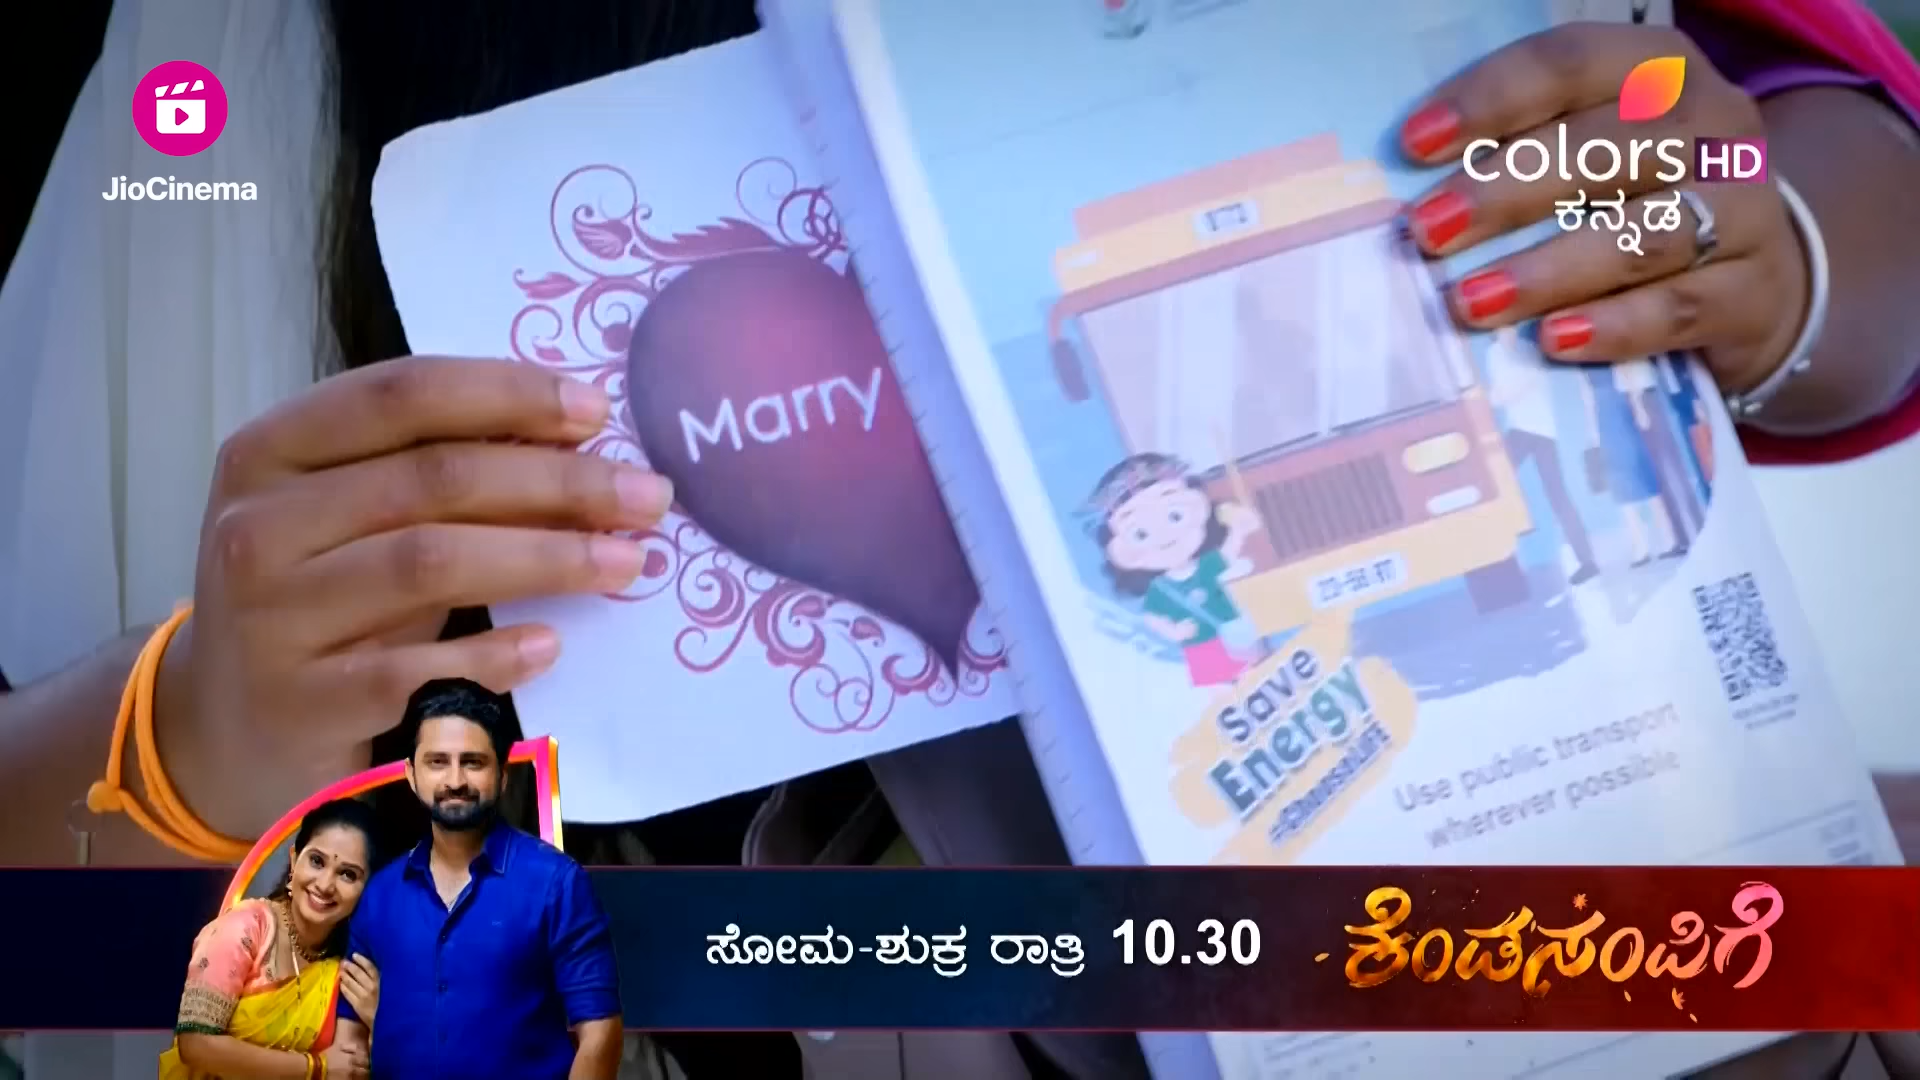 JioCinema
colors HD
ಕನ್ನಡ
Marry
Save
Energy
Use public transport
wherever possible
ಸೋಮ-ಶುಕ್ರ ರಾತ್ರಿ 10.30
ಕೆಂಡಸಂಪಿಗೆ